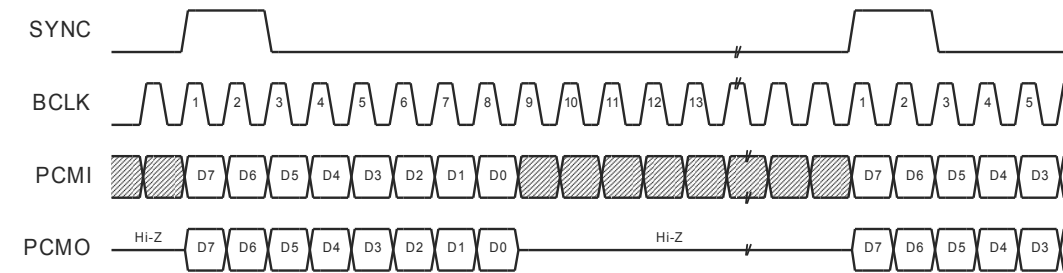 SYNC
BCLK 1 2 3 4 5 6 7 8 9 10 11 12 13 1 2 3 4 5
PCMI D7 D6 D5 D4 D3 D2 D1 D0 D7 D6 D5 D4 D3
PCMO Hi-Z D7 D6 D5 D4 D3 D2 D1 D0 Hi-Z D7 D6 D5 D4 D3